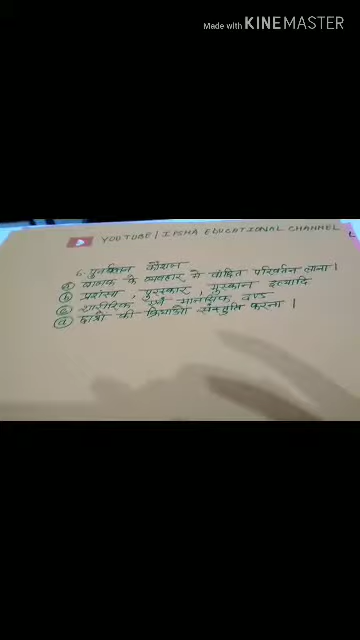 Made with KINEMASTER
YOUTUBE / IPSHA EDUCATIONAL CHANNEL
6. पुनर्बलन कौशल
ⓐ बालक के व्यवहार में वांछित परिवर्तन लाना।
ⓑ प्रशंसा, पुरस्कार, मुस्कान इत्यादि
ⓒ शारीरिक एवं मानसिक दण्ड
ⓓ छात्रों की करना।